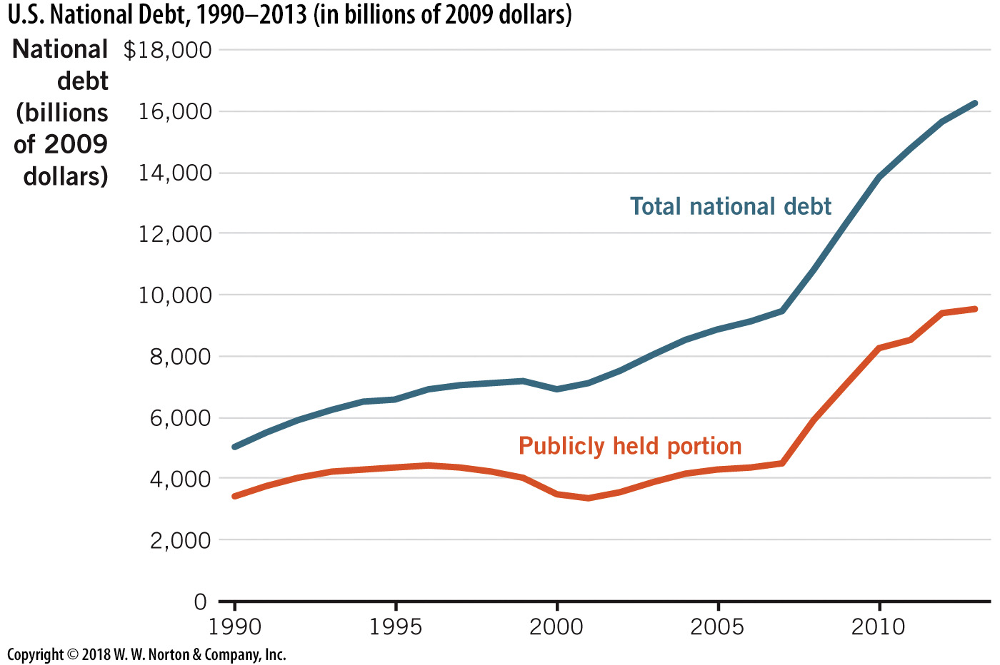 U.S. National Debt, 1990–2013 (in billions of 2009 dollars)
National
debt
(billions
of 2009
dollars)
$18,000
16,000
14,000
12,000
10,000
8,000
6,000
4,000
2,000
0
Total national debt
Publicly held portion
1990 1995 2000 2005 2010
Copyright © 2018 W. W. Norton & Company, Inc.